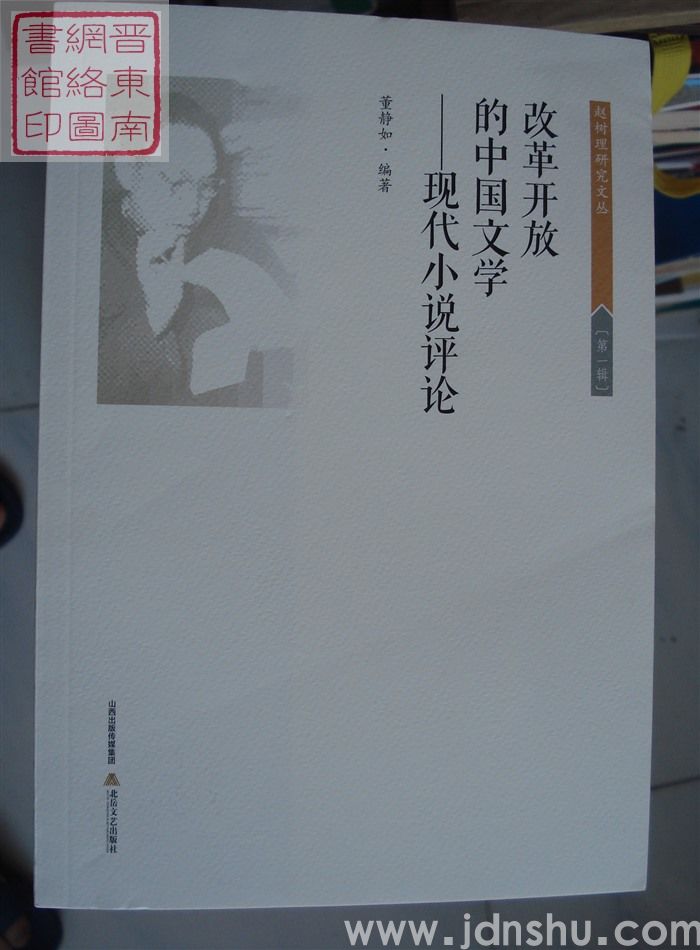 晋東南
網絡圖
書館印
赵树理研究文丛
[第一辑]
改革开放
的中国文学
——现代小说评论
董静如·编著
山西出版传媒集团
北岳文艺出版社
www.jdnshu.com